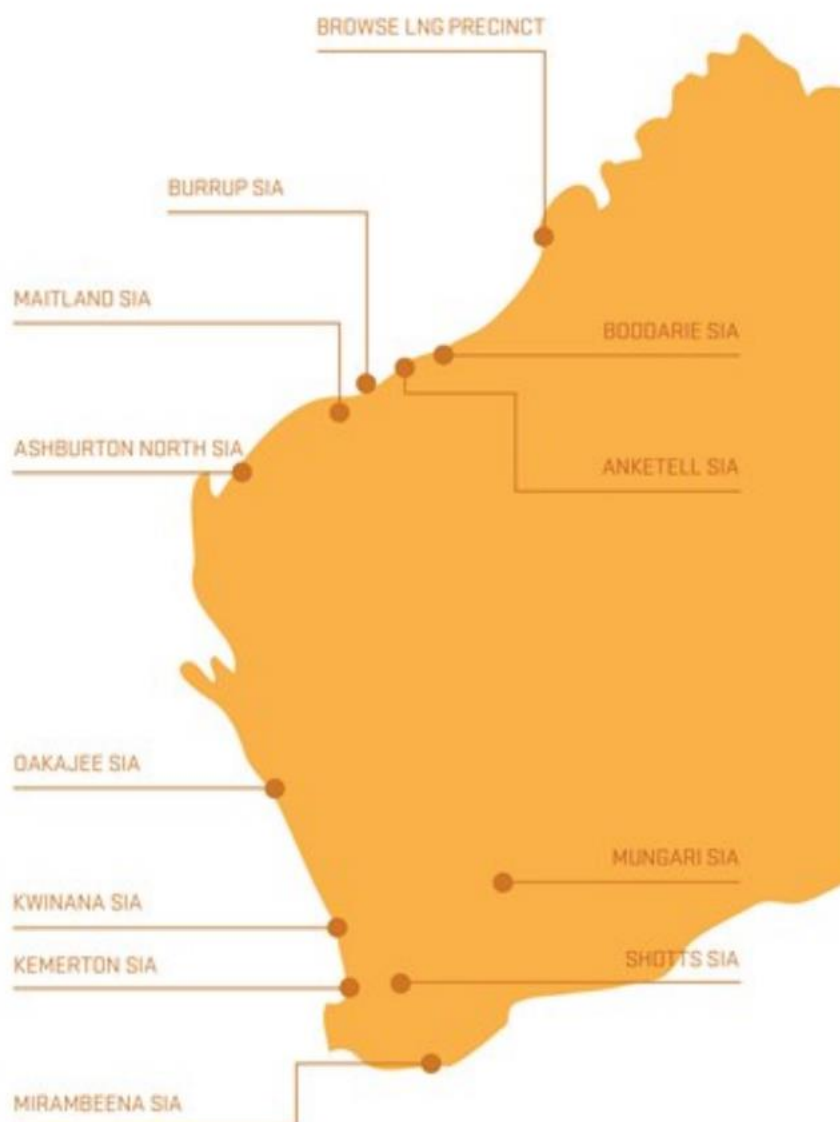 BROWSE LNG PRECINCT
BURRUP SIA
MAITLAND SIA
BOODARIE SIA
ASHBURTON NORTH SIA
ANKETELL SIA
OAKAJEE SIA
MUNGARI SIA
KWINANA SIA
SHOTTS SIA
KEMERTON SIA
MIRAMBEENA SIA